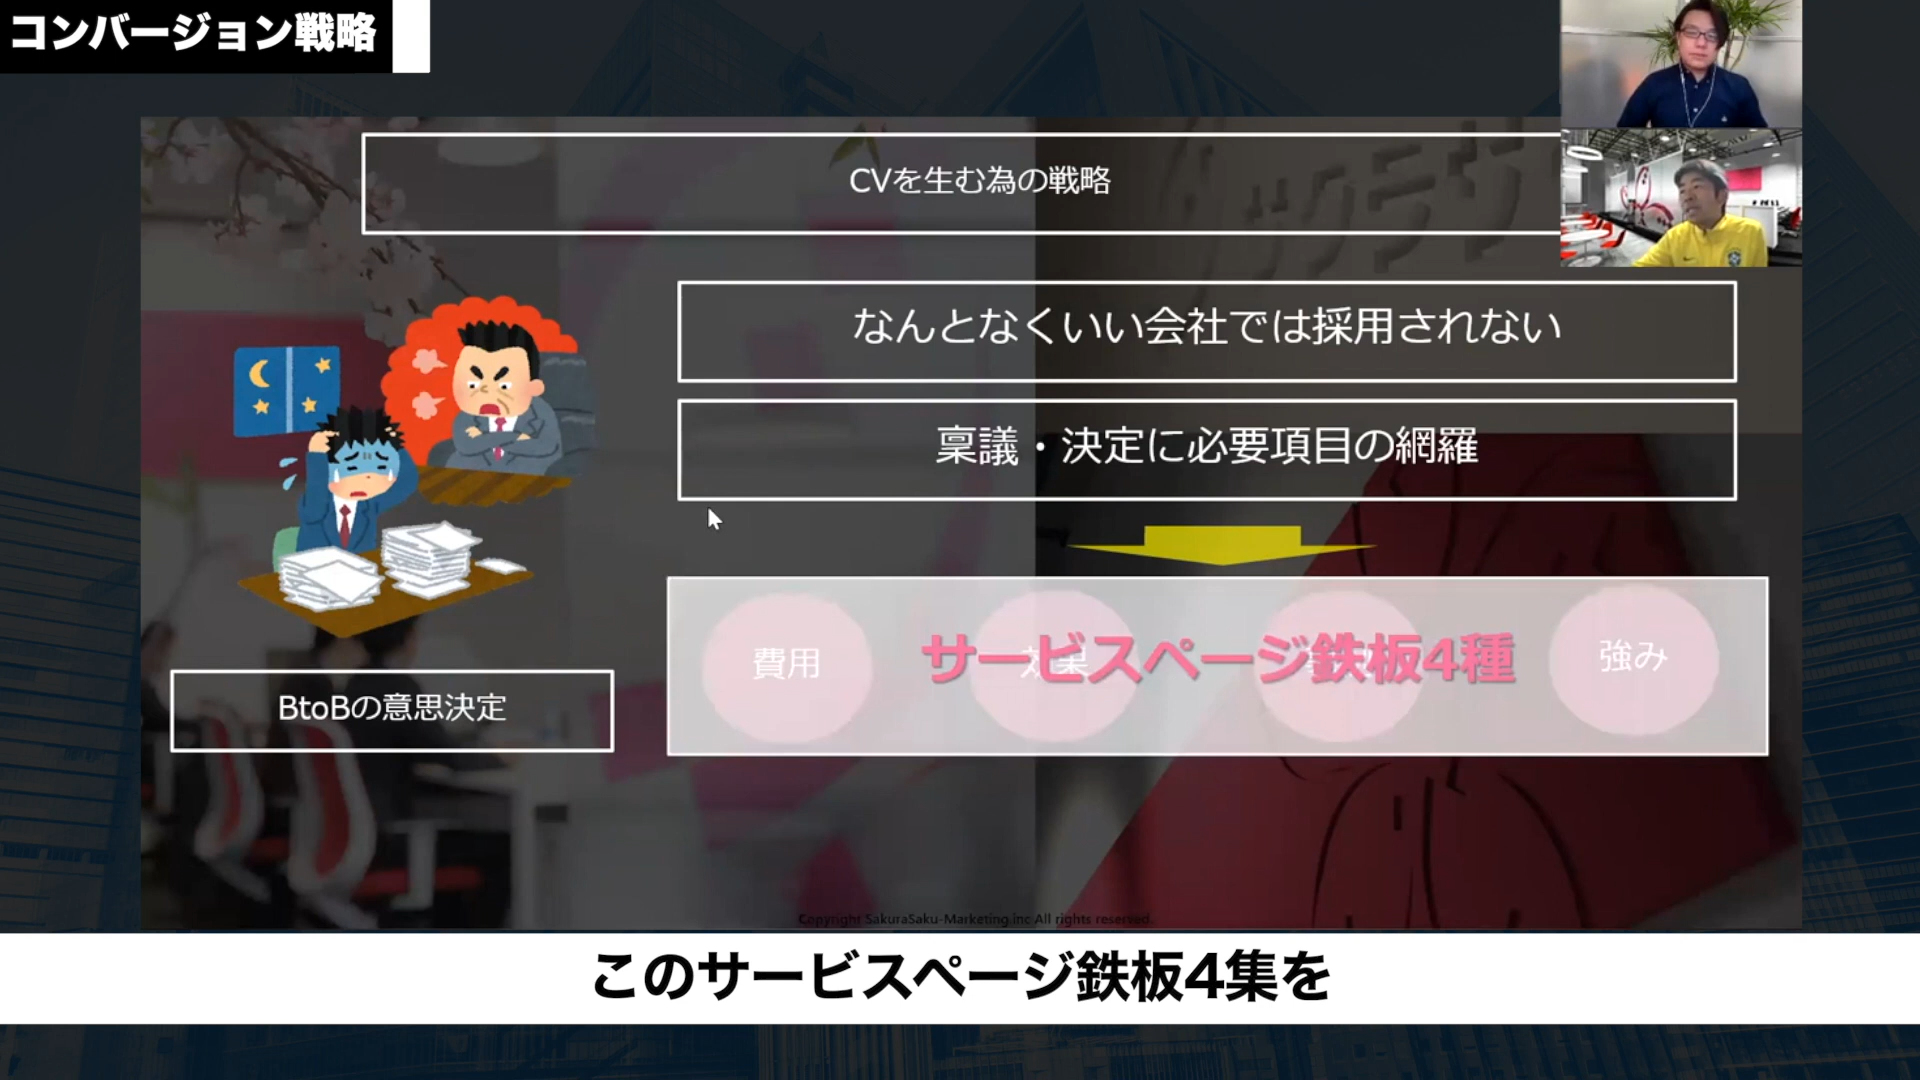 コンバージョン戦略
CVを生む為の戦略
なんとなくいい会社では採用されない
稟議・決定に必要項目の網羅
費用
効果
強み
サービスページ鉄板4種
BtoBの意思決定
Copyright SakuraSaku-Marketing.inc All rights reserved.
このサービスページ鉄板4集を